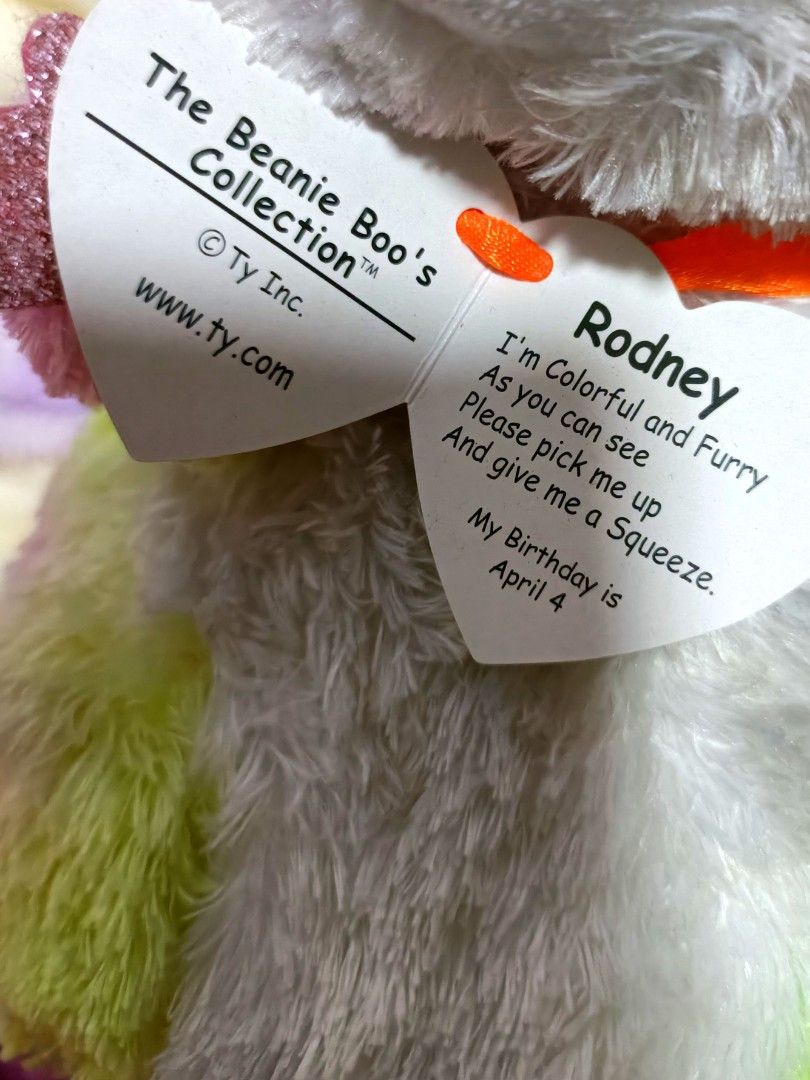 The Beanie Boo's
Collection™
© Ty Inc.
www.ty.com
Rodney
I'm Colorful and Furry
As you can see
Please pick me up
And give me a Squeeze.
My Birthday is
April 4